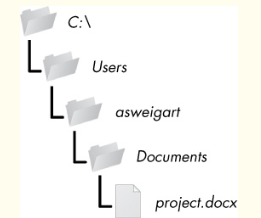 C:\
Users
asweigart
Documents
project.docx